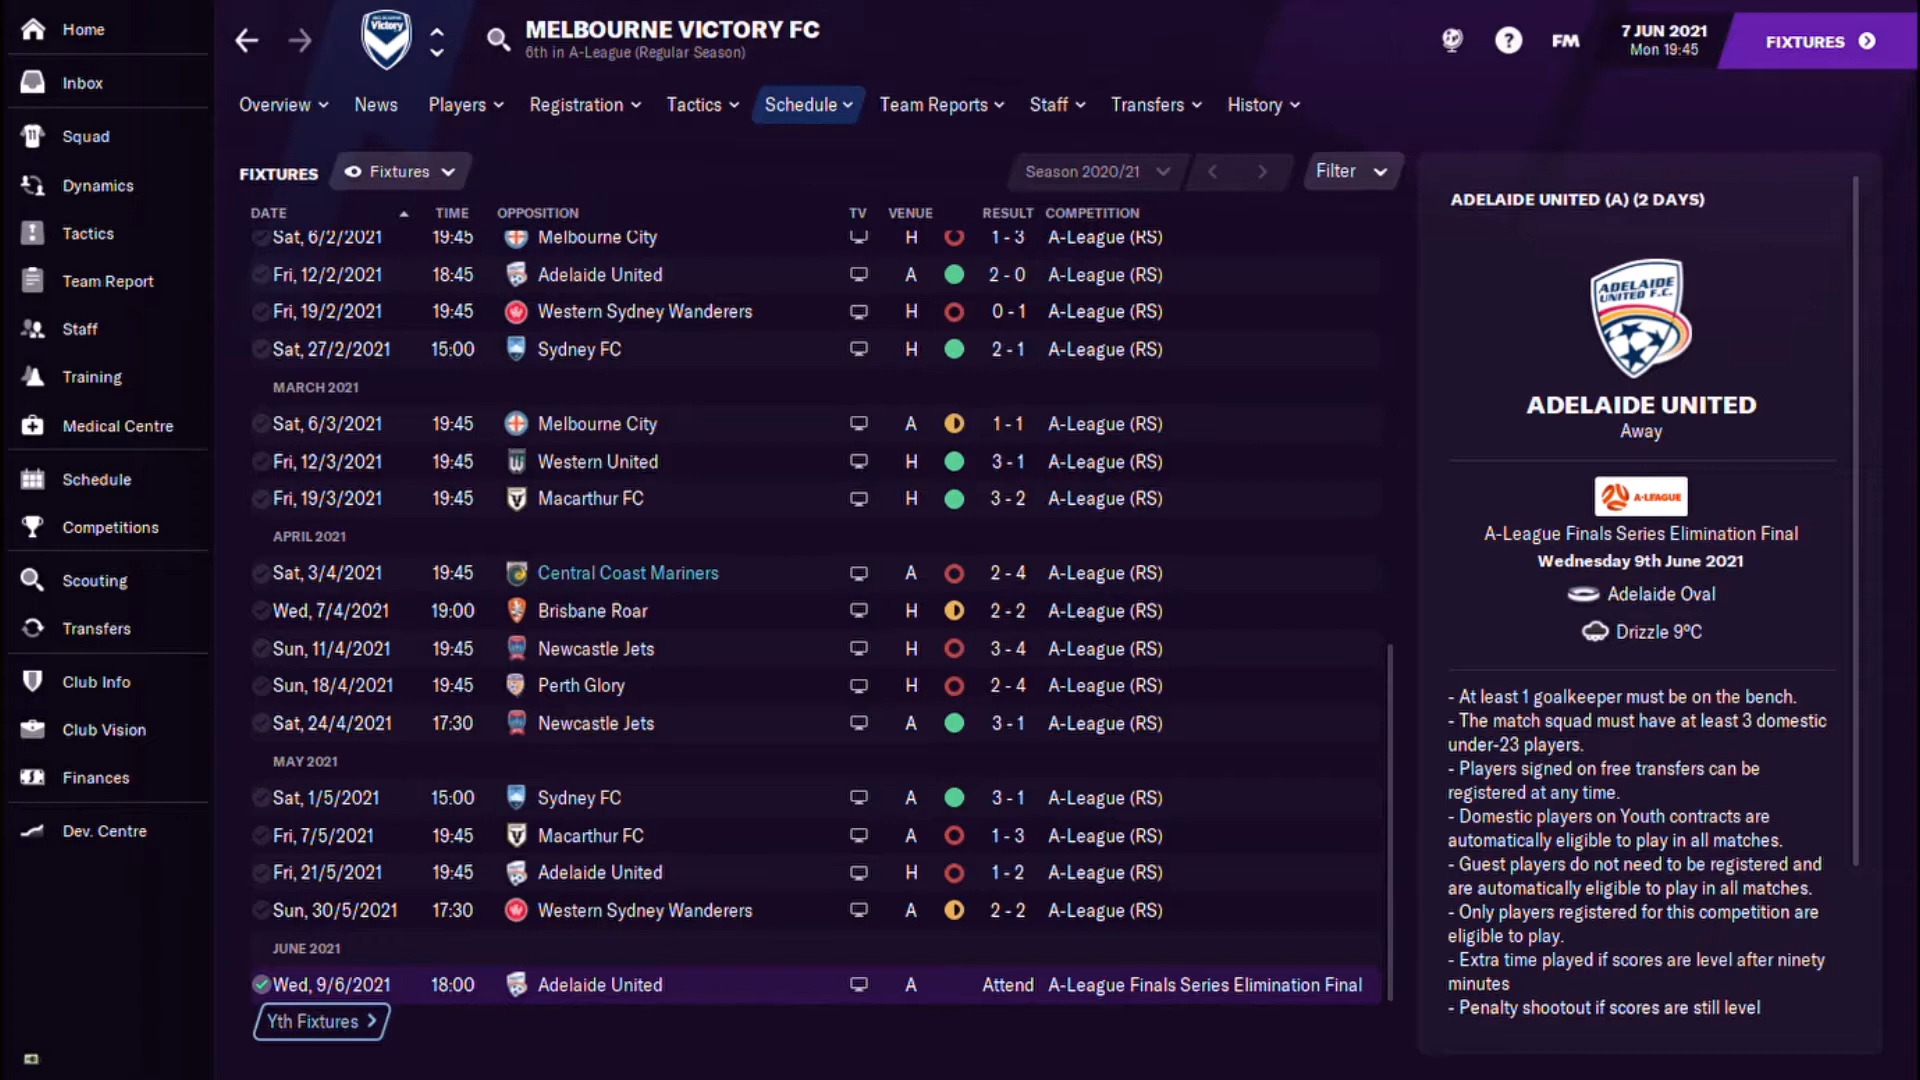 Home
Inbox
Squad
Dynamics
Tactics
Team Report
Staff
Training
Medical Centre
Schedule
Competitions
Scouting
Transfers
Club Info
Club Vision
Finances
Dev. Centre
Victory
MELBOURNE VICTORY FC
6th in A-League (Regular Season)
FM
7 JUN 2021
Mon 19:45
FIXTURES
Overview News Players Registration Tactics Schedule Team Reports Staff Transfers History
FIXTURES Fixtures Season 2020/21 Filter
DATE TIME OPPOSITION TV VENUE RESULT COMPETITION
Sat, 6/2/2021 19:45 Melbourne City H 1 - 3 A-League (RS)
Fri, 12/2/2021 18:45 Adelaide United A 2 - 0 A-League (RS)
Fri, 19/2/2021 19:45 Western Sydney Wanderers H 0 - 1 A-League (RS)
Sat, 27/2/2021 15:00 Sydney FC H 2 - 1 A-League (RS)
MARCH 2021
Sat, 6/3/2021 19:45 Melbourne City A 1 - 1 A-League (RS)
Fri, 12/3/2021 19:45 Western United H 3 - 1 A-League (RS)
Fri, 19/3/2021 19:45 Macarthur FC H 3 - 2 A-League (RS)
APRIL 2021
Sat, 3/4/2021 19:45 Central Coast Mariners A 2 - 4 A-League (RS)
Wed, 7/4/2021 19:00 Brisbane Roar H 2 - 2 A-League (RS)
Sun, 11/4/2021 19:45 Newcastle Jets H 3 - 4 A-League (RS)
Sun, 18/4/2021 19:45 Perth Glory H 2 - 4 A-League (RS)
Sat, 24/4/2021 17:30 Newcastle Jets A 3 - 1 A-League (RS)
MAY 2021
Sat, 1/5/2021 15:00 Sydney FC A 3 - 1 A-League (RS)
Fri, 7/5/2021 19:45 Macarthur FC A 1 - 3 A-League (RS)
Fri, 21/5/2021 19:45 Adelaide United H 1 - 2 A-League (RS)
Sun, 30/5/2021 17:30 Western Sydney Wanderers A 2 - 2 A-League (RS)
JUNE 2021
Wed, 9/6/2021 18:00 Adelaide United A Attend A-League Finals Series Elimination Final
Yth Fixtures
ADELAIDE UNITED (A) (2 DAYS)
ADELAIDE
UNITED F.C.
ADELAIDE UNITED
Away
A-LEAGUE
A-League Finals Series Elimination Final
Wednesday 9th June 2021
Adelaide Oval
Drizzle 9ºC
- At least 1 goalkeeper must be on the bench.
- The match squad must have at least 3 domestic
under-23 players.
- Players signed on free transfers can be
registered at any time.
- Domestic players on Youth contracts are
automatically eligible to play in all matches.
- Guest players do not need to be registered and
are automatically eligible to play in all matches.
- Only players registered for this competition are
eligible to play.
- Extra time played if scores are level after ninety
minutes
- Penalty shootout if scores are still level